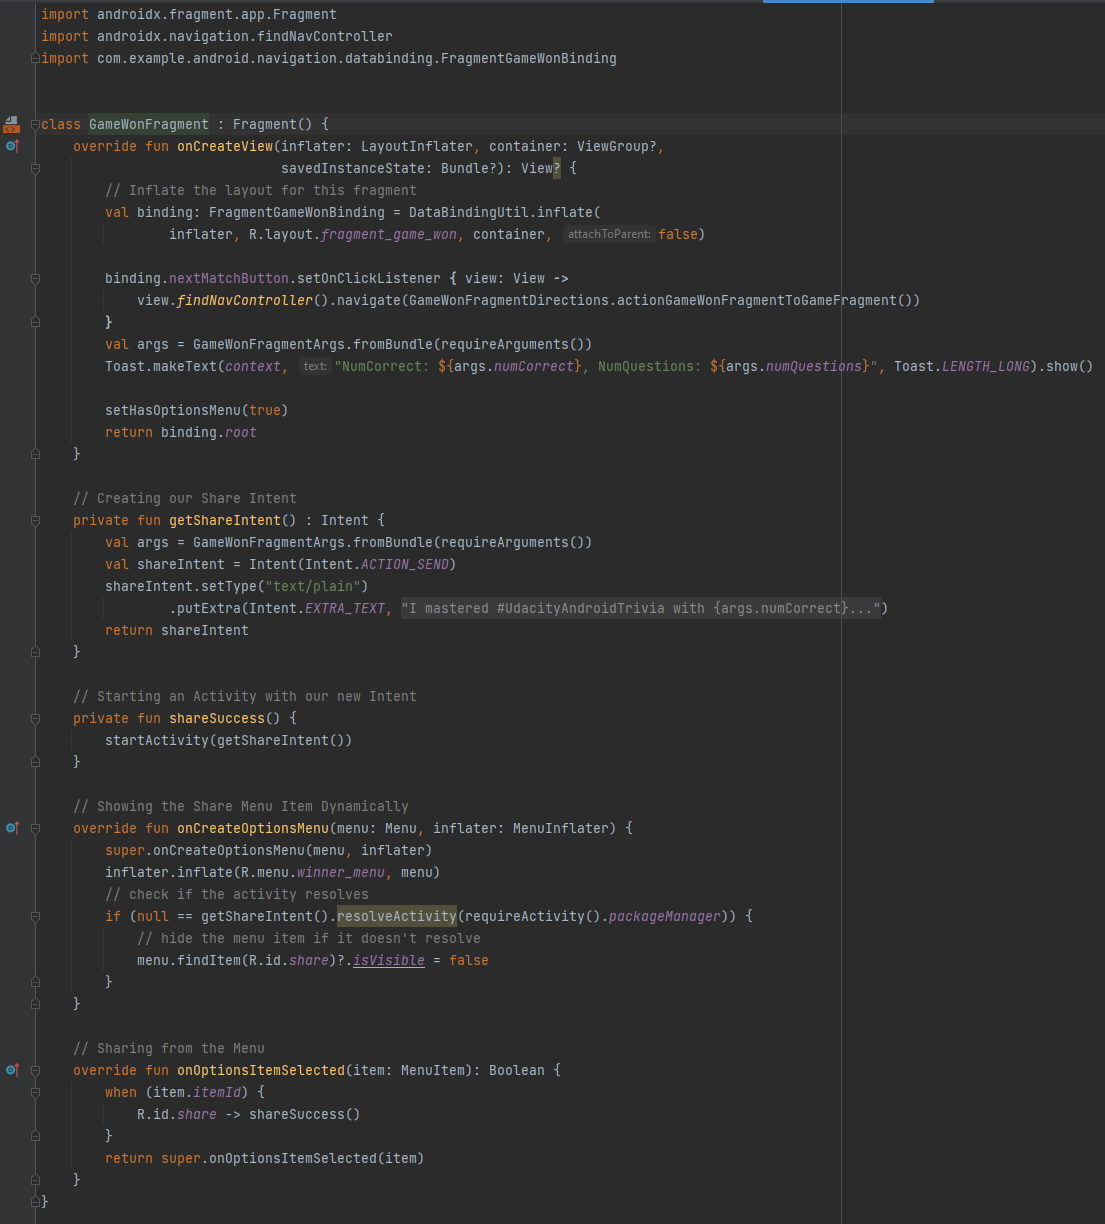 import androidx.fragment.app.Fragment
import androidx.navigation.findNavController
import com.example.android.navigation.databinding.FragmentGameWonBinding
class GameWonFragment : Fragment() {
override fun onCreateView(inflater: LayoutInflater, container: ViewGroup?,
savedInstanceState: Bundle?): View? {
// Inflate the layout for this fragment
val binding: FragmentGameWonBinding = DataBindingUtil.inflate(
inflater, R.layout.fragment_game_won, container, attachToParent: false)
binding.nextMatchButton.setOnClickListener { view: View ->
view.findNavController().navigate(GameWonFragmentDirections.actionGameWonFragmentToGameFragment())
}
val args = GameWonFragmentArgs.fromBundle(requireArguments())
Toast.makeText(context, text: "NumCorrect: ${args.numCorrect}, NumQuestions: ${args.numQuestions}", Toast.LENGTH_LONG).show()
setHasOptionsMenu(true)
return binding.root
}
// Creating our Share Intent
private fun getShareIntent() : Intent {
val args = GameWonFragmentArgs.fromBundle(requireArguments())
val shareIntent = Intent(Intent.ACTION_SEND)
shareIntent.setType("text/plain")
.putExtra(Intent.EXTRA_TEXT, "I mastered #UdacityAndroidTrivia with {args.numCorrect}...")
return shareIntent
}
// Starting an Activity with our new Intent
private fun shareSuccess() {
startActivity(getShareIntent())
}
// Showing the Share Menu Item Dynamically
override fun onCreateOptionsMenu(menu: Menu, inflater: MenuInflater) {
super.onCreateOptionsMenu(menu, inflater)
inflater.inflate(R.menu.winner_menu, menu)
// check if the activity resolves
if (null == getShareIntent().resolveActivity(requireActivity().packageManager)) {
// hide the menu item if it doesn't resolve
menu.findItem(R.id.share)?.isVisible = false
}
}
// Sharing from the Menu
override fun onOptionsItemSelected(item: MenuItem): Boolean {
when (item.itemId) {
R.id.share -> shareSuccess()
}
return super.onOptionsItemSelected(item)
}
}